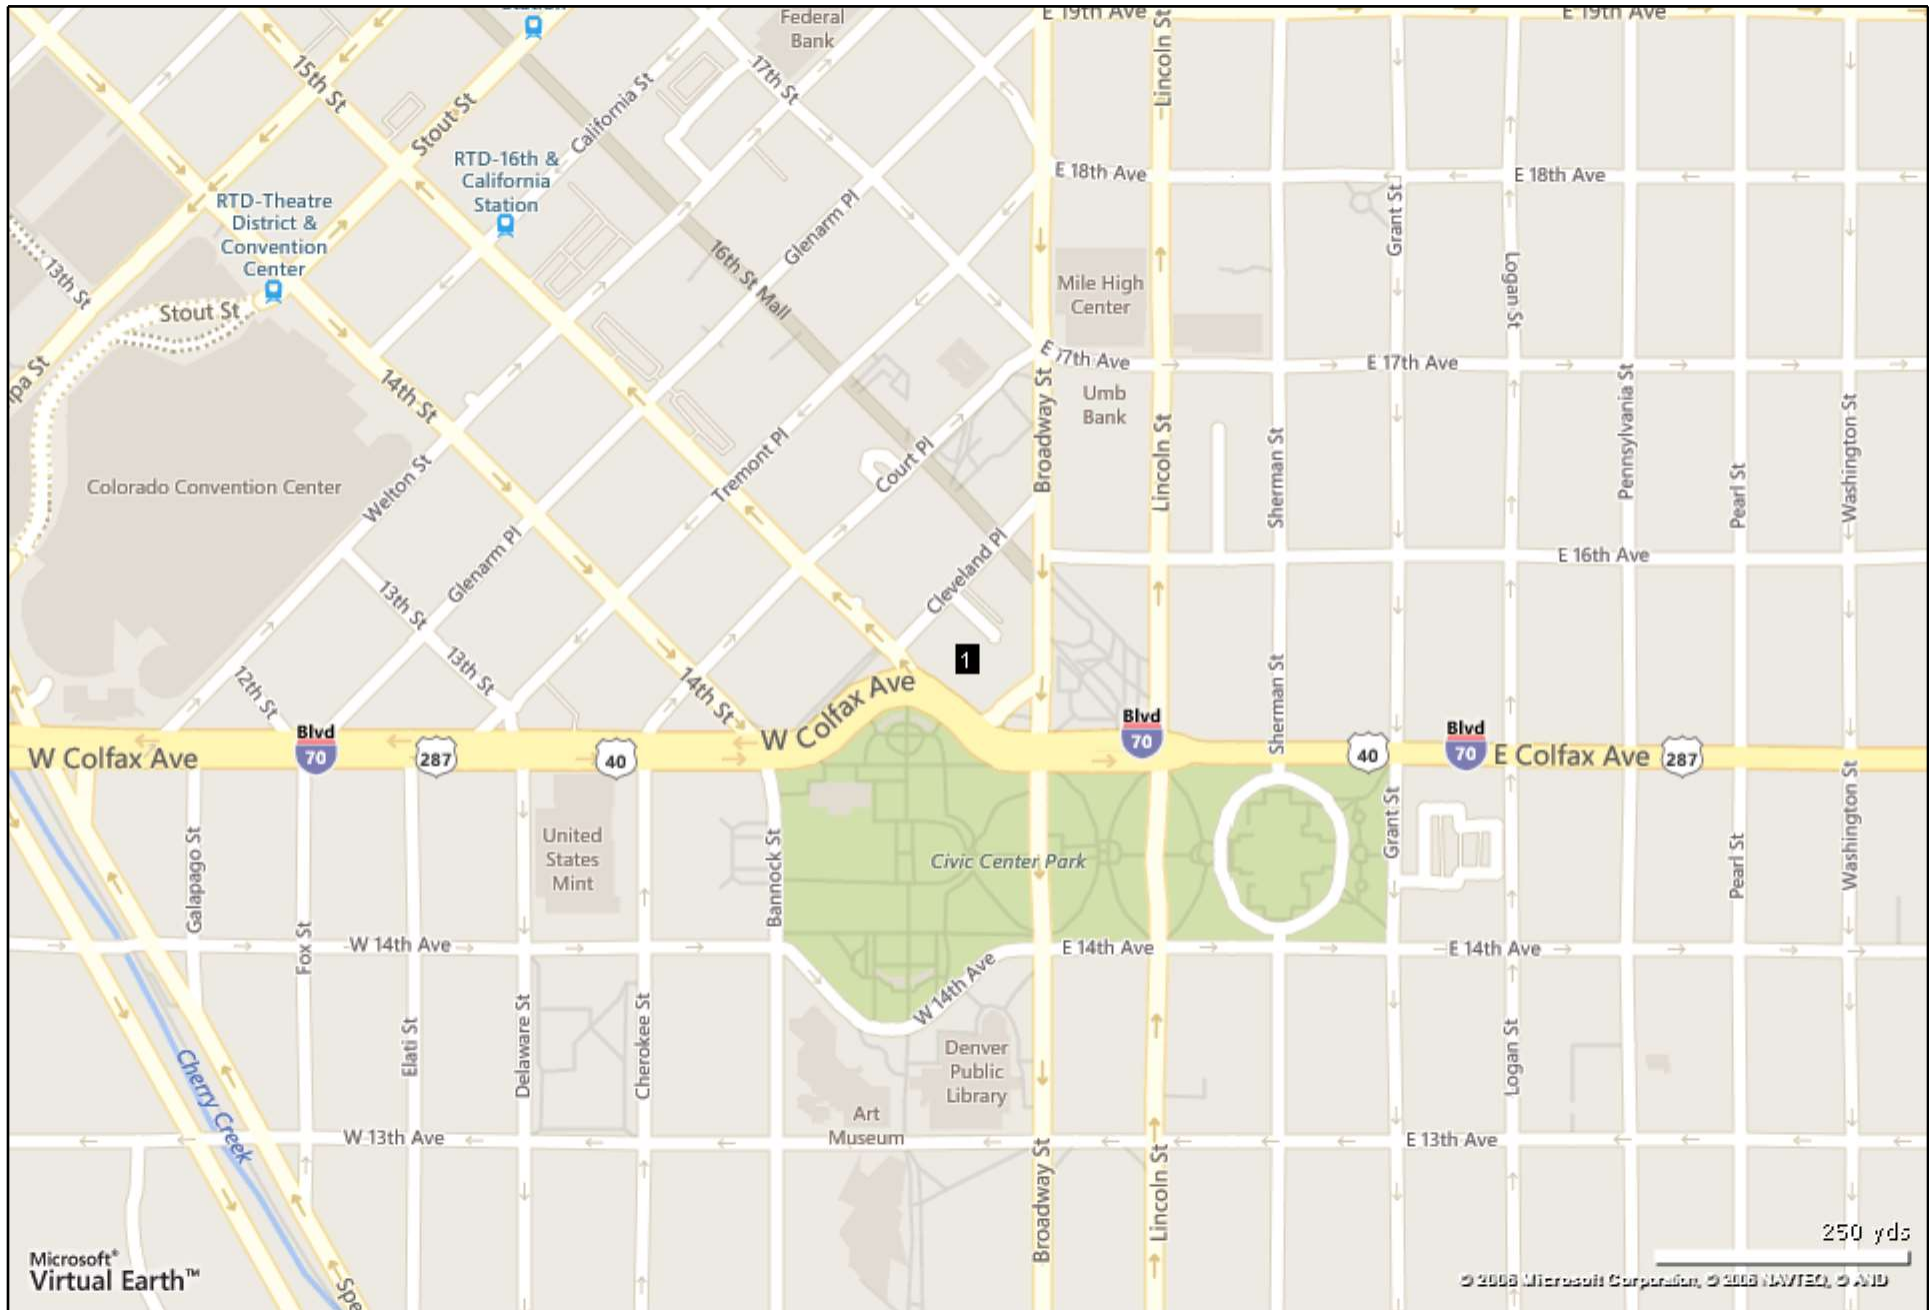 Station
Federal
Bank
E 19th Ave
E 19th Ave
Lincoln St
15th St
17th St
Stout St
California St
RTD-16th &
California
Station
E 18th Ave
E 18th Ave
RTD-Theatre
District &
Convention
Center
Grant St
Glenarm Pl
13th St
16th St Mall
Logan St
Mile High
Center
Stout St
E 17th Ave
E 17th Ave
14th St
Umb
Bank
Broadway St
Lincoln St
Sherman St
Pennsylvania St
Pearl St
Washington St
Tremont Pl
Court Pl
Welton St
Colorado Convention Center
E 16th Ave
Glenarm Pl
Cleveland Pl
13th St
13th St
1
12th St
14th St
Sherman St
W Colfax Ave
Blvd
70
287
40
W Colfax Ave
Blvd
70
40
Blvd
70
E Colfax Ave
287
Galapago St
United
States
Mint
Bannock St
Civic Center Park
Grant St
Pearl St
Washington St
Fox St
W 14th Ave
E 14th Ave
E 14th Ave
W 14th Ave
Elati St
Delaware St
Cherokee St
Denver
Public
Library
Logan St
Cherry Creek
Art
Museum
W 13th Ave
E 13th Ave
Broadway St
Lincoln St
250 yds
Microsoft®
Virtual Earth™
© 2006 Microsoft Corporation, © 2006 NAVTEQ, © AND